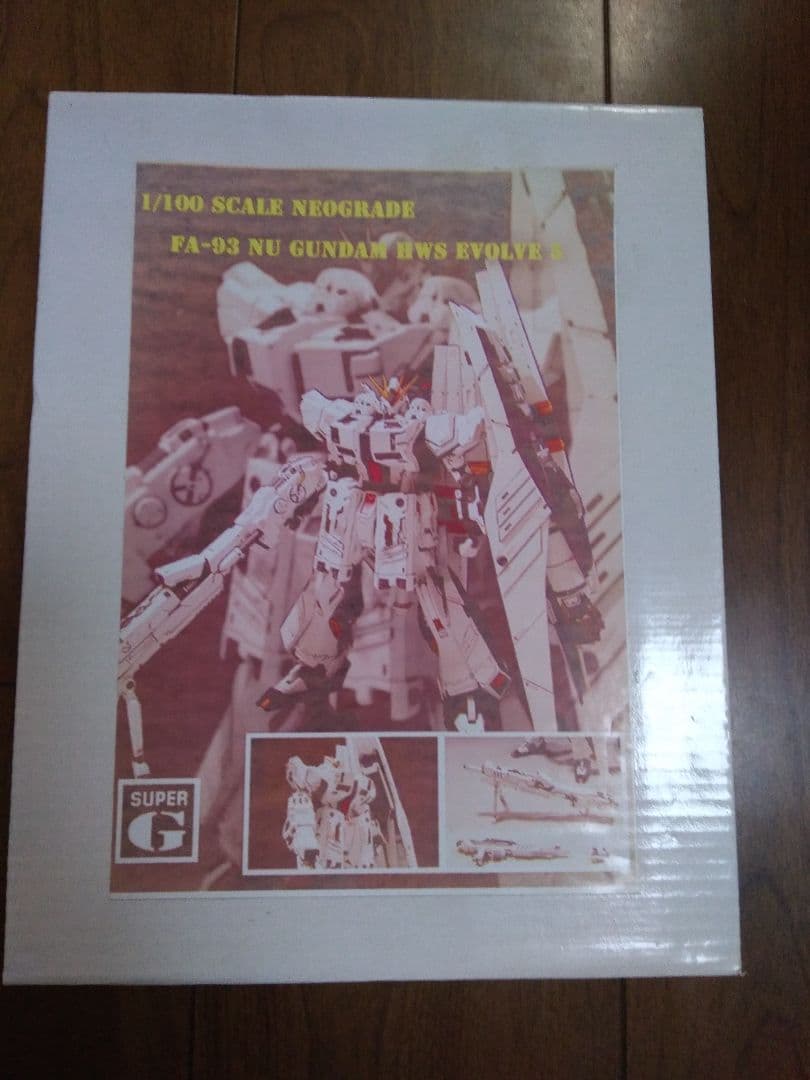 1/100 SCALE NEOGRADE
FA-93 NU GUNDAM HWS EVOLVE
SUPER
G